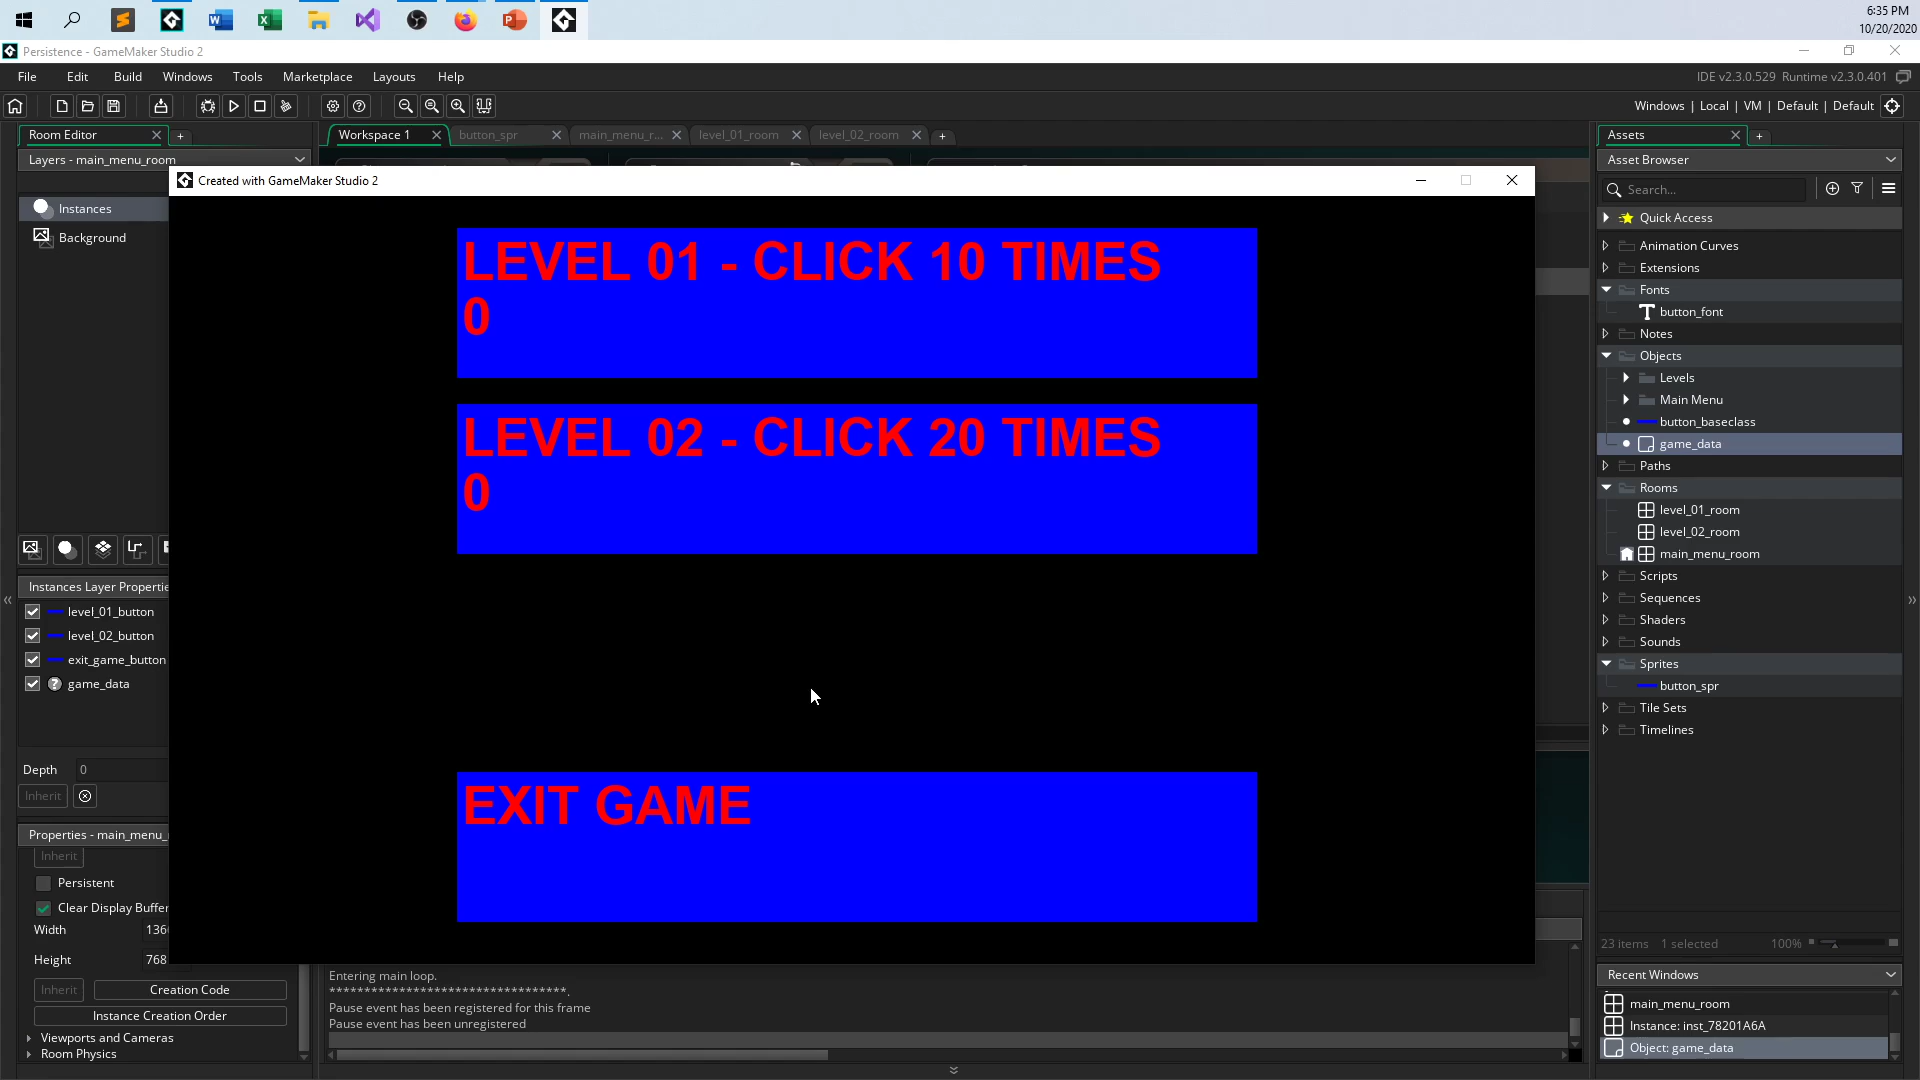 6:35 PM
10/20/2020
Persistence - GameMaker Studio 2
File Edit Build Windows Tools Marketplace Layouts Help
IDE v2.3.0.529 Runtime v2.3.0.401
Windows | Local | VM | Default | Default
Room Editor
Workspace 1
button_spr
main_menu_r...
level_01_room
level_02_room
Assets
Layers - main_menu_room
Asset Browser
Created with GameMaker Studio 2
Search...
Instances
Background
Quick Access
Animation Curves
Extensions
Fonts
button_font
Notes
Objects
Levels
Main Menu
button_baseclass
game_data
Paths
Rooms
level_01_room
level_02_room
main_menu_room
Scripts
Sequences
Shaders
Sounds
Sprites
button_spr
Tile Sets
Timelines
LEVEL 01 - CLICK 10 TIMES
0
LEVEL 02 - CLICK 20 TIMES
0
EXIT GAME
Instances Layer Propertie
level_01_button
level_02_button
exit_game_button
game_data
Depth 0
Inherit
Properties - main_menu_
Inherit
Persistent
Clear Display Buffer
Width 136
Height 768
Inherit Creation Code
Instance Creation Order
Viewports and Cameras
Room Physics
Entering main loop.
**********************************.
Pause event has been registered for this frame
Pause event has been unregistered
23 items 1 selected 100%
Recent Windows
main_menu_room
Instance: inst_78201A6A
Object: game_data